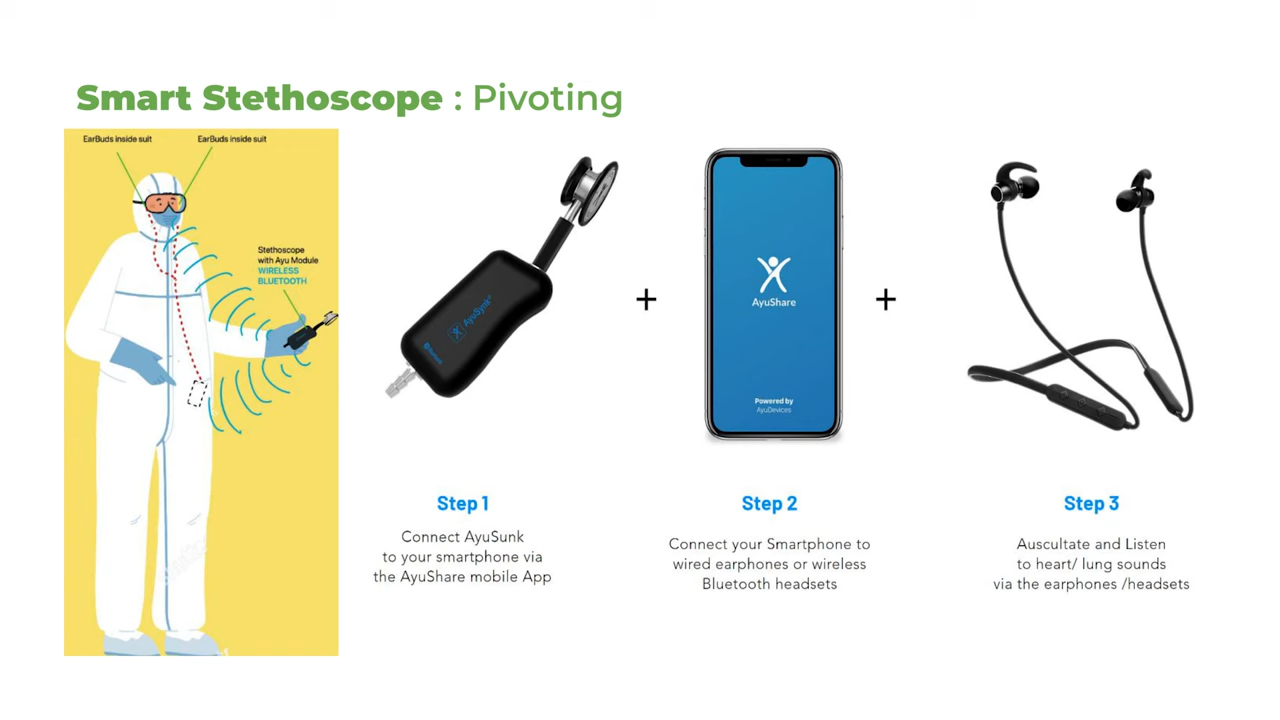 Smart Stethoscope : Pivoting
EarBuds inside suit
EarBuds inside suit
Stethoscope
with Ayu Module
WIRELESS
BLUETOOTH
AyuSynk
AyuShare
Powered by
AyuDevices
+
+
Step 1
Connect AyuSunk
to your smartphone via
the AyuShare mobile App
Step 2
Connect your Smartphone to
wired earphones or wireless
Bluetooth headsets
Step 3
Auscultate and Listen
to heart/ lung sounds
via the earphones /headsets